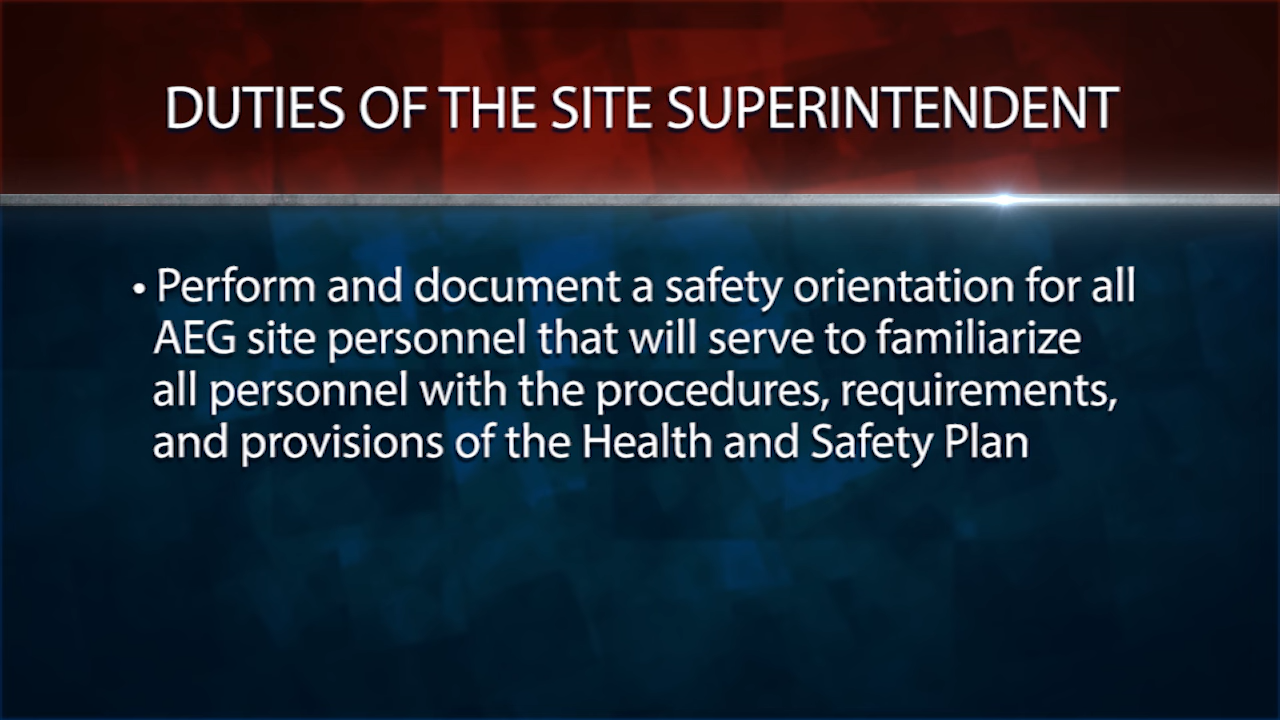 DUTIES OF THE SITE SUPERINTENDENT
• Perform and document a safety orientation for all
AEG site personnel that will serve to familiarize
all personnel with the procedures, requirements,
and provisions of the Health and Safety Plan